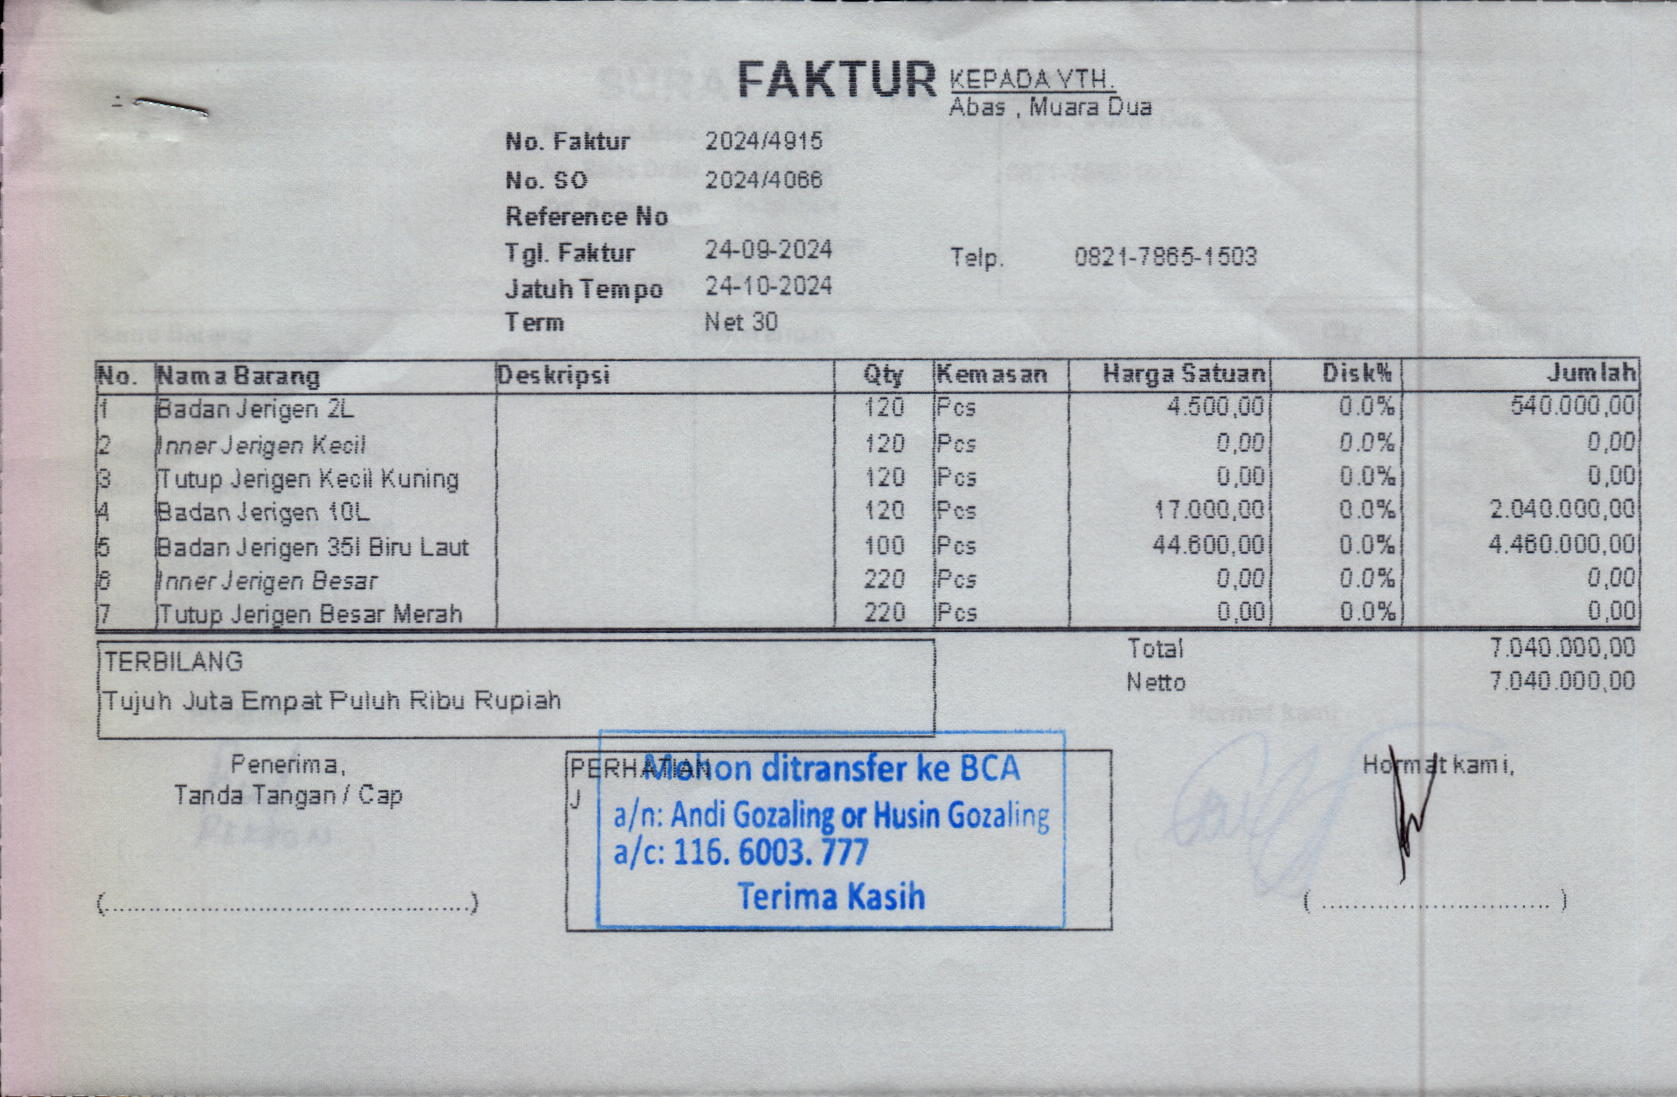 FAKTUR
KEPADA YTH.
Abas , Muara Dua
No. Faktur 2024/4915
No. SO 2024/4066
Reference No
Tgl. Faktur 24-09-2024
Telp. 0821-7865-1503
Jatuh Tempo 24-10-2024
Term Net 30
No. Nama Barang Deskripsi Qty Kemasan Harga Satuan Disk% Jumlah
1 Badan Jerigen 2L 120 Pcs 4.500,00 0.0% 540.000,00
2 Inner Jerigen Kecil 120 Pcs 0,00 0.0% 0,00
3 Tutup Jerigen Kecil Kuning 120 Pcs 0,00 0.0% 0,00
4 Badan Jerigen 10L 120 Pcs 17.000,00 0.0% 2.040.000,00
5 Badan Jerigen 35l Biru Laut 100 Pcs 44.600,00 0.0% 4.460.000,00
6 Inner Jerigen Besar 220 Pcs 0,00 0.0% 0,00
7 Tutup Jerigen Besar Merah 220 Pcs 0,00 0.0% 0,00
Total 7.040.000,00
Netto 7.040.000,00
TERBILANG
Tujuh Juta Empat Puluh Ribu Rupiah
Penerima,
Tanda Tangan / Cap
(..............................................)
PERHATIAN
J
Mohon ditransfer ke BCA
a/n: Andi Gozaling or Husin Gozaling
a/c: 116. 6003. 777
Terima Kasih
Hormat kami,
( ............................. )